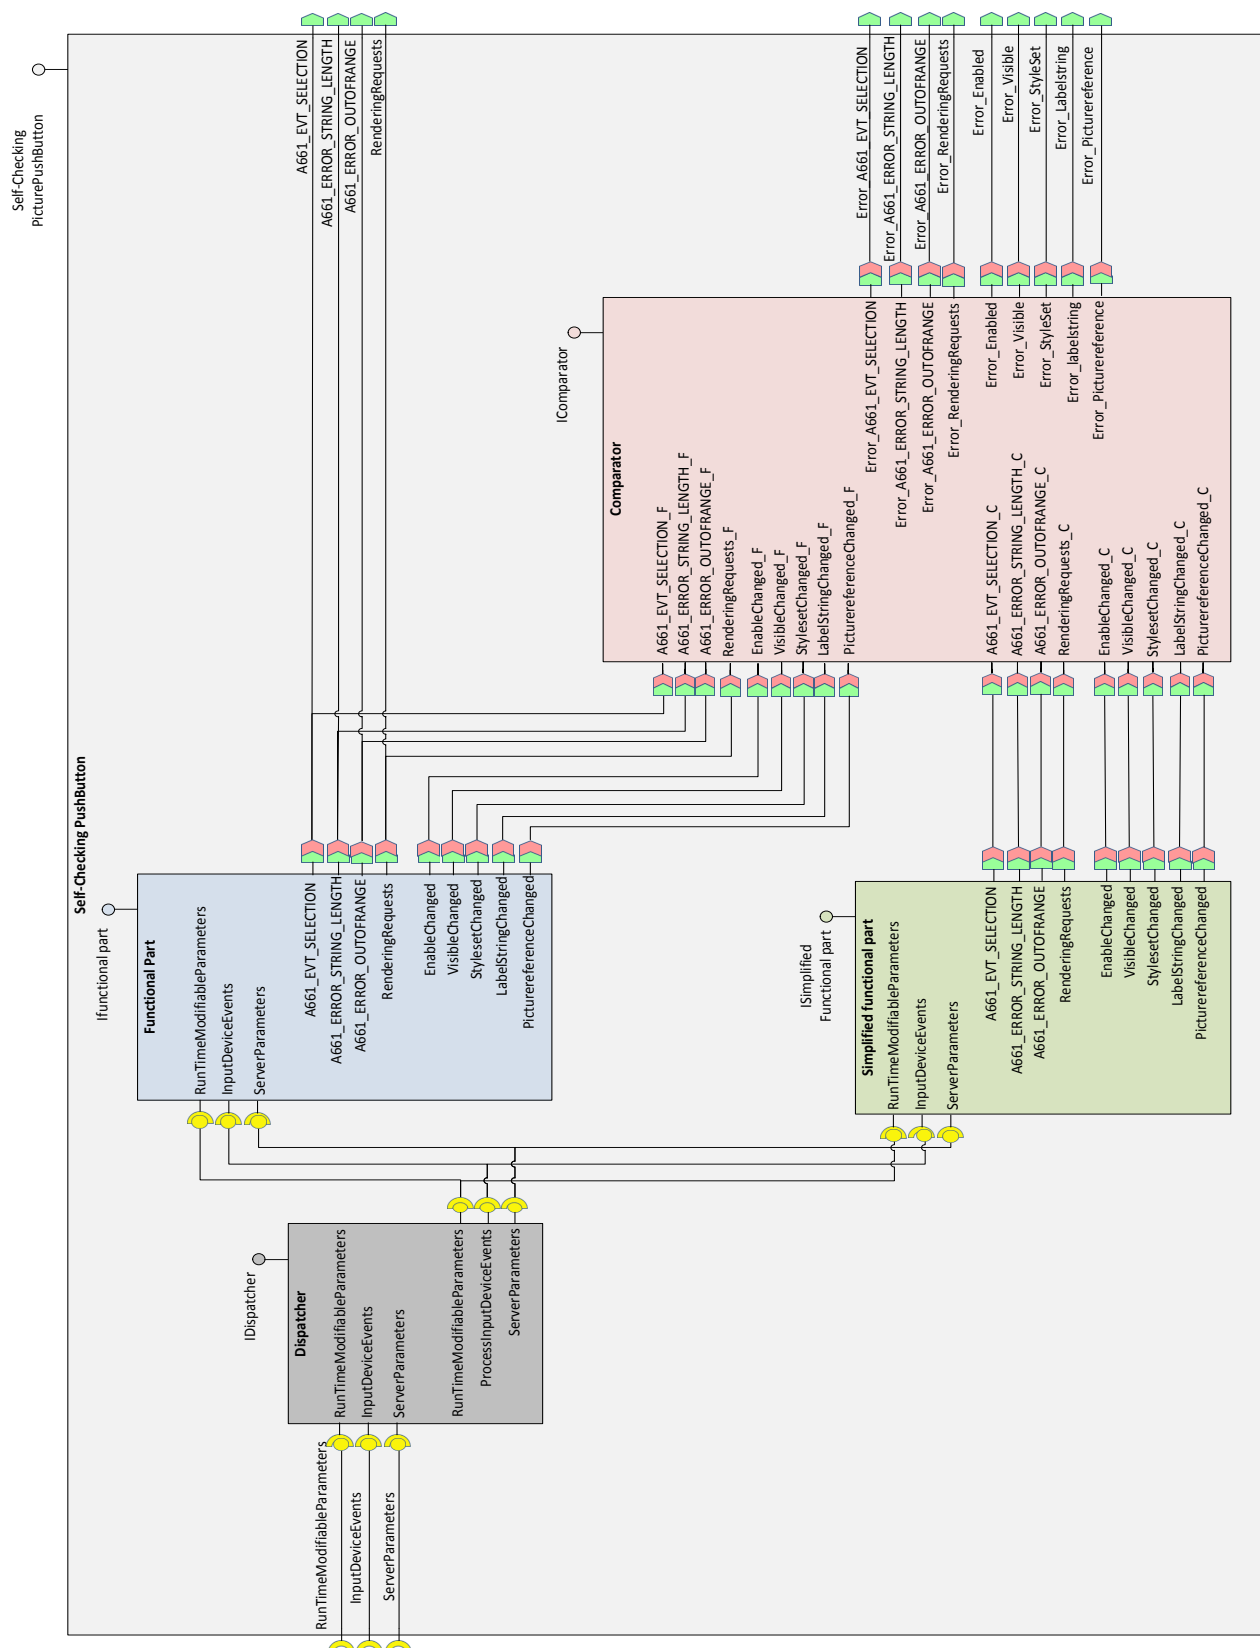 Self-Checking
PicturePushButton
Self-Checking PushButton
RunTimeModifiableParameters
InputDeviceEvents
ServerParameters
IDispatcher
Dispatcher
RunTimeModifiableParameters
InputDeviceEvents
ServerParameters
RunTimeModifiableParameters
ProcessInputDeviceEvents
ServerParameters
Ifunctional part
Functional Part
RunTimeModifiableParameters
InputDeviceEvents
ServerParameters
A661_EVT_SELECTION
A661_ERROR_STRING_LENGTH
A661_ERROR_OUTOFRANGE
RenderingRequests
EnableChanged
VisibleChanged
StylesetChanged
LabelStringChanged
PicturereferenceChanged
ISimplified
Functional part
Simplified functional part
RunTimeModifiableParameters
InputDeviceEvents
ServerParameters
A661_EVT_SELECTION
A661_ERROR_STRING_LENGTH
A661_ERROR_OUTOFRANGE
RenderingRequests
EnableChanged
VisibleChanged
StylesetChanged
LabelStringChanged
PicturereferenceChanged
IComparator
Comparator
A661_EVT_SELECTION_F
A661_ERROR_STRING_LENGTH_F
A661_ERROR_OUTOFRANGE_F
RenderingRequests_F
EnableChanged_F
VisibleChanged_F
StylesetChanged_F
LabelStringChanged_F
PicturereferenceChanged_F
A661_EVT_SELECTION_C
A661_ERROR_STRING_LENGTH_C
A661_ERROR_OUTOFRANGE_C
RenderingRequests_C
EnableChanged_C
VisibleChanged_C
StylesetChanged_C
LabelStringChanged_C
PicturereferenceChanged_C
Error_A661_EVT_SELECTION
Error_A661_ERROR_STRING_LENGTH
Error_A661_ERROR_OUTOFRANGE
Error_RenderingRequests
Error_Enabled
Error_Visible
Error_StyleSet
Error_labelstring
Error_Picturereference
A661_EVT_SELECTION
A661_ERROR_STRING_LENGTH
A661_ERROR_OUTOFRANGE
RenderingRequests
Error_A661_EVT_SELECTION
Error_A661_ERROR_STRING_LENGTH
Error_A661_ERROR_OUTOFRANGE
Error_RenderingRequests
Error_Enabled
Error_Visible
Error_StyleSet
Error_Labelstring
Error_Picturereference